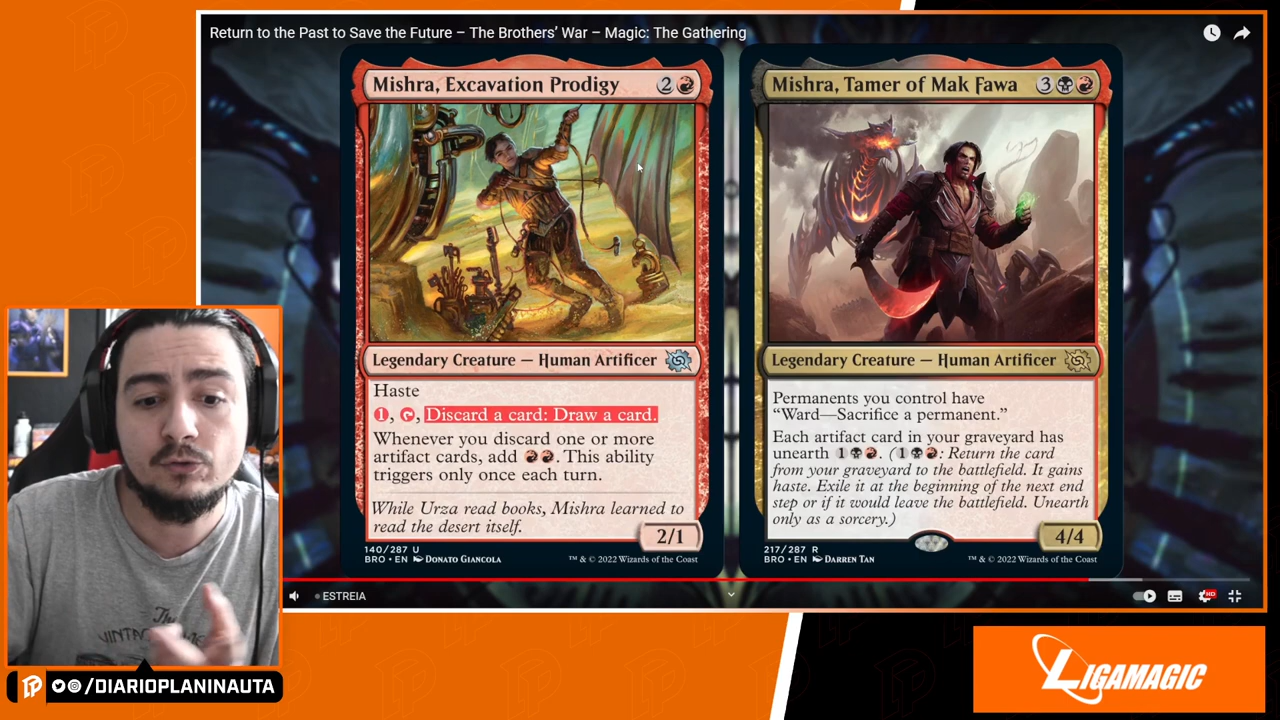 Return to the Past to Save the Future – The Brothers’ War – Magic: The Gathering
Mishra, Excavation Prodigy 2
Legendary Creature — Human Artificer
Haste
1, , Discard a card: Draw a card.
Whenever you discard one or more
artifact cards, add . This ability
triggers only once each turn.
While Urza read books, Mishra learned to
read the desert itself.
2/1
140/287 U
BRO • EN Donato Giancola
™ & © 2022 Wizards of the Coast
Mishra, Tamer of Mak Fawa 3
Legendary Creature — Human Artificer
Permanents you control have
“Ward—Sacrifice a permanent.”
Each artifact card in your graveyard has
unearth 1 . ( 1 : Return the card
from your graveyard to the battlefield. It gains
haste. Exile it at the beginning of the next end
step or if it would leave the battlefield. Unearth
only as a sorcery.)
4/4
217/287 R
BRO • EN Darren Tan
™ & © 2022 Wizards of the Coast
ESTREIA
HD
The
VINTA
/DIARIOPLANINAUTA
LIGAMAGIC